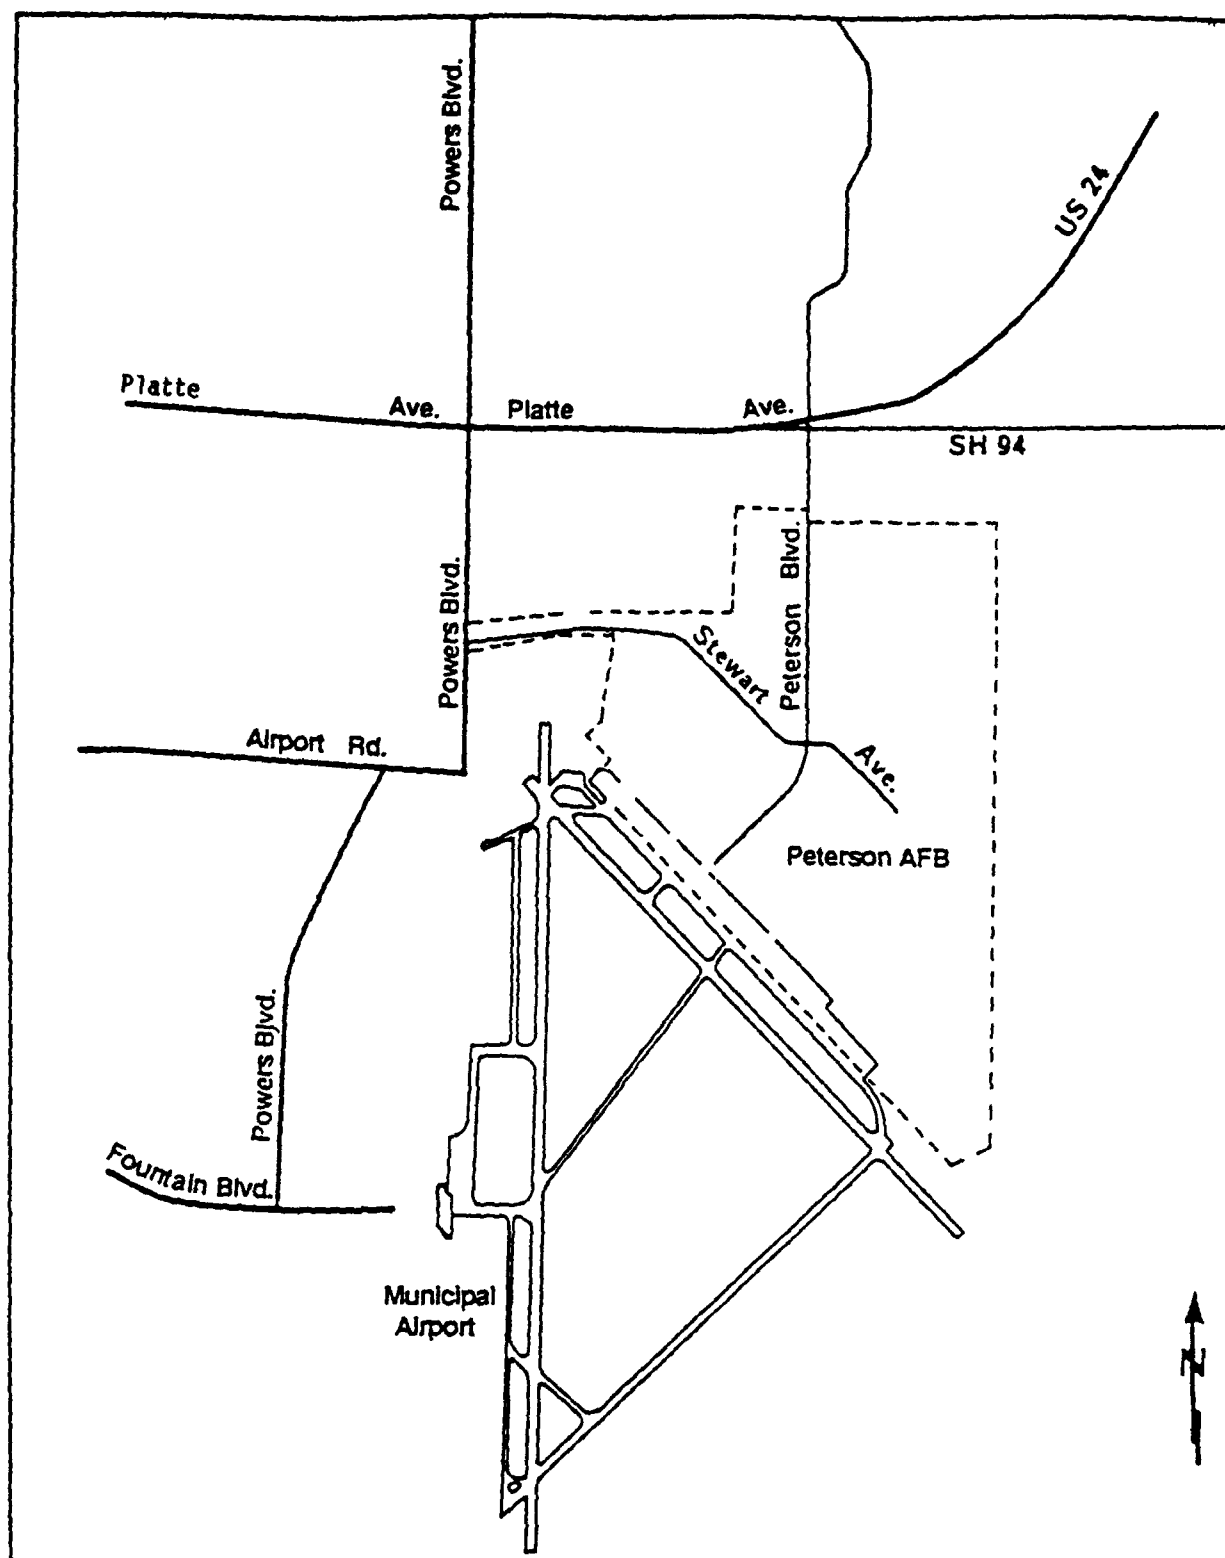 Powers Blvd.
US 24
Platte Ave. Platte Ave.
SH 94
Powers Blvd.
Peterson Blvd.
Stewart Ave.
Airport Rd.
Peterson AFB
Powers Blvd.
Fountain Blvd.
Municipal
Airport
N